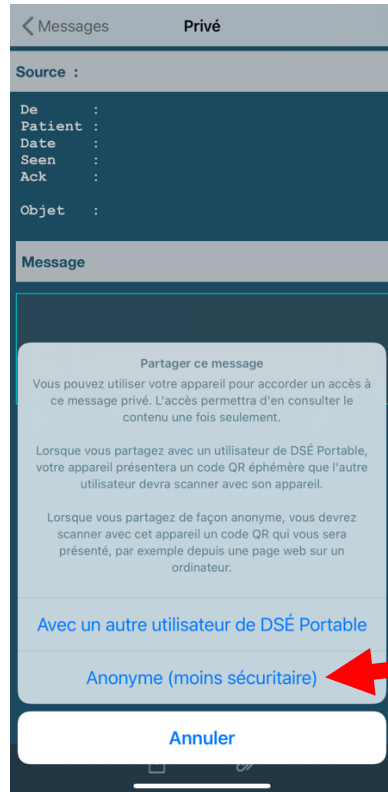 Messages Privé
Source :
De :
Patient :
Date :
Seen :
Ack :
Objet :
Message
Partager ce message
Vous pouvez utiliser votre appareil pour accorder un accès à
ce message privé. L'accès permettra d'en consulter le
contenu une fois seulement.
Lorsque vous partagez avec un utilisateur de DSÉ Portable,
votre appareil présentera un code QR éphémère que l'autre
utilisateur devra scanner avec son appareil.
Lorsque vous partagez de façon anonyme, vous devrez
scanner avec cet appareil un code QR qui vous sera
présenté, par exemple depuis une page web sur un
ordinateur.
Avec un autre utilisateur de DSÉ Portable
Anonyme (moins sécuritaire)
Annuler